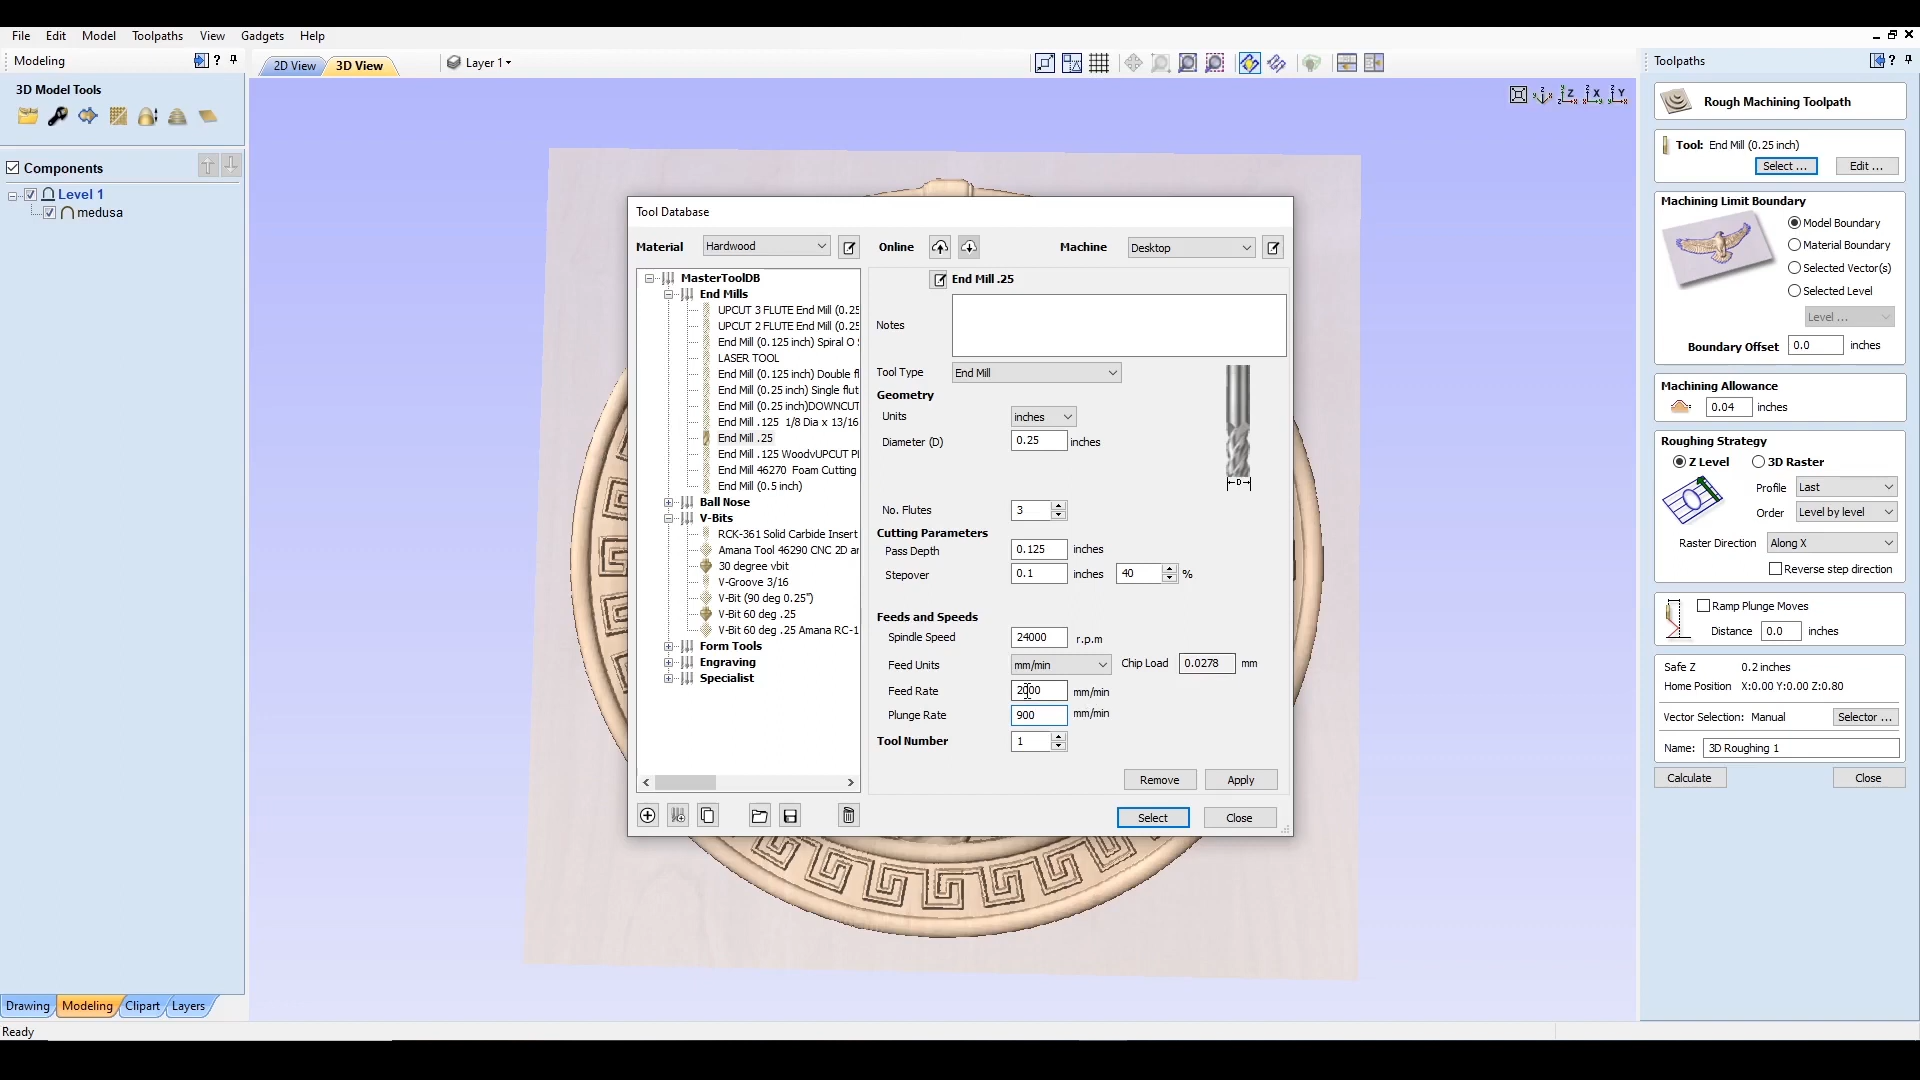 File Edit Model Toolpaths View Gadgets Help
Modeling
?
3D Model Tools
Components
Level 1
medusa
2D View
3D View
Layer 1
Tool Database
Material
Hardwood
Online
Machine
Desktop
MasterToolDB
End Mills
UPCUT 3 FLUTE End Mill (0.25
UPCUT 2 FLUTE End Mill (0.25
End Mill (0.125 inch) Spiral O
LASER TOOL
End Mill (0.125 inch) Double fl
End Mill (0.25 inch) Single flut
End Mill (0.25 inch)DOWNCUT
End Mill .125 1/8 Dia x 13/16
End Mill .25
End Mill .125 WoodvUPCUT Pl
End Mill 46270 Foam Cutting
End Mill (0.5 inch)
Ball Nose
V-Bits
RCK-361 Solid Carbide Insert
Amana Tool 46290 CNC 2D ar
30 degree vbit
V-Groove 3/16
V-Bit (90 deg 0.25")
V-Bit 60 deg .25
V-Bit 60 deg .25 Amana RC-1
Form Tools
Engraving
Specialist
End Mill .25
Notes
Tool Type
End Mill
Geometry
Units
inches
Diameter (D)
0.25
inches
D
No. Flutes
3
Cutting Parameters
Pass Depth
0.125
inches
Stepover
0.1
inches
40
%
Feeds and Speeds
Spindle Speed
24000
r.p.m
Feed Units
mm/min
Chip Load
0.0278
mm
Feed Rate
2000
mm/min
Plunge Rate
900
mm/min
Tool Number
1
Remove
Apply
Select
Close
Z
X
Y
Toolpaths
?
Rough Machining Toolpath
Tool: End Mill (0.25 inch)
Select ...
Edit ...
Machining Limit Boundary
Model Boundary
Material Boundary
Selected Vector(s)
Selected Level
Level ...
Boundary Offset
0.0
inches
Machining Allowance
0.04
inches
Roughing Strategy
Z Level
3D Raster
Profile
Last
Order
Level by level
Raster Direction
Along X
Reverse step direction
Ramp Plunge Moves
Distance
0.0
inches
Safe Z
0.2 inches
Home Position
X:0.00 Y:0.00 Z:0.80
Vector Selection: Manual
Selector ...
Name:
3D Roughing 1
Calculate
Close
Drawing
Modeling
Clipart
Layers
Ready